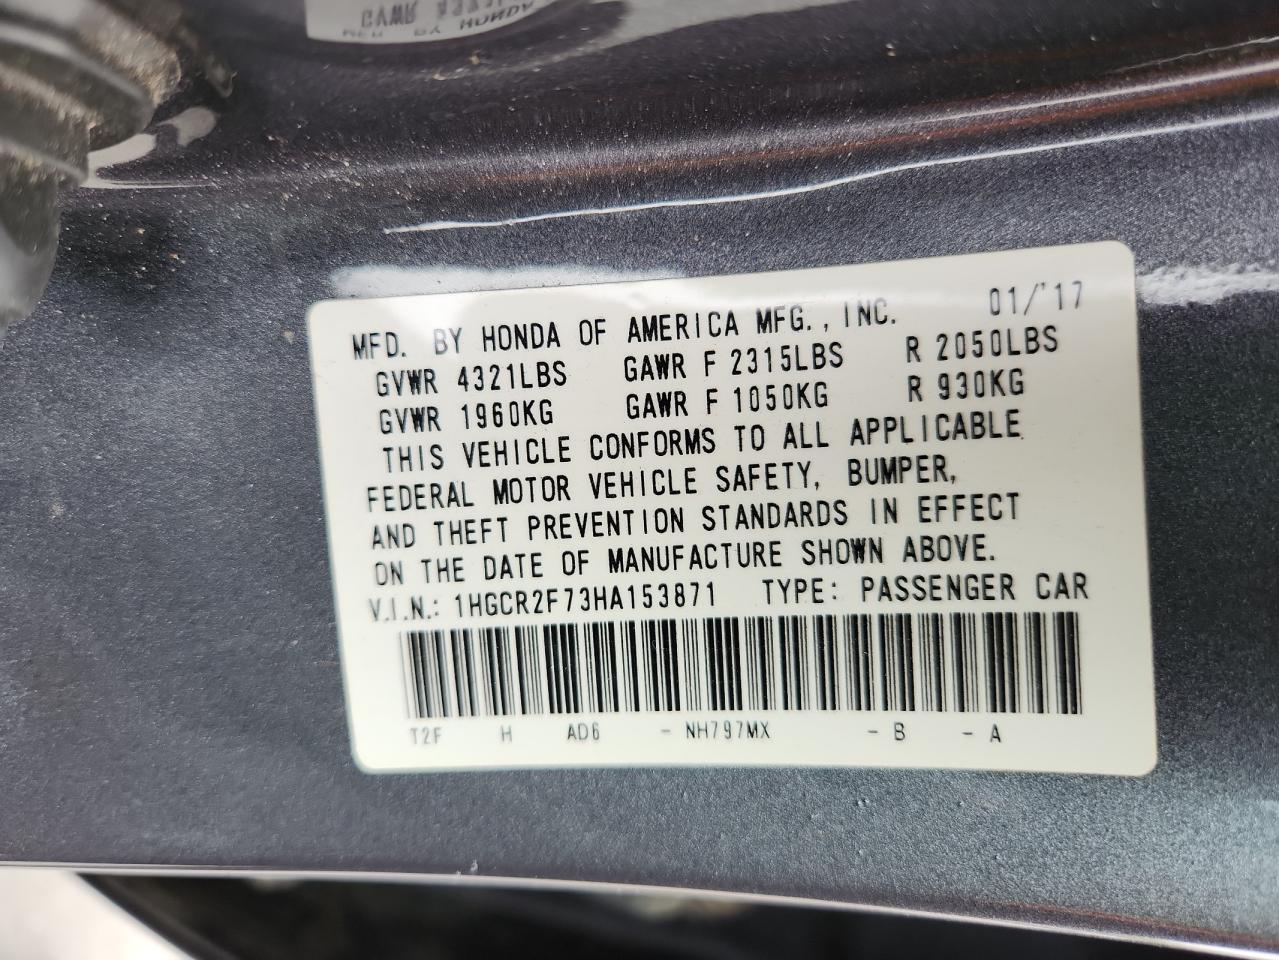 MFD. BY HONDA OF AMERICA MFG., INC. 01/'17
GVWR 4321LBS GAWR F 2315LBS R 2050LBS
GVWR 1960KG GAWR F 1050KG R 930KG
THIS VEHICLE CONFORMS TO ALL APPLICABLE
FEDERAL MOTOR VEHICLE SAFETY, BUMPER,
AND THEFT PREVENTION STANDARDS IN EFFECT
ON THE DATE OF MANUFACTURE SHOWN ABOVE.
V.I.N.: 1HGCR2F73HA153871 TYPE: PASSENGER CAR
T2F H AD6 - NH797MX - B - A